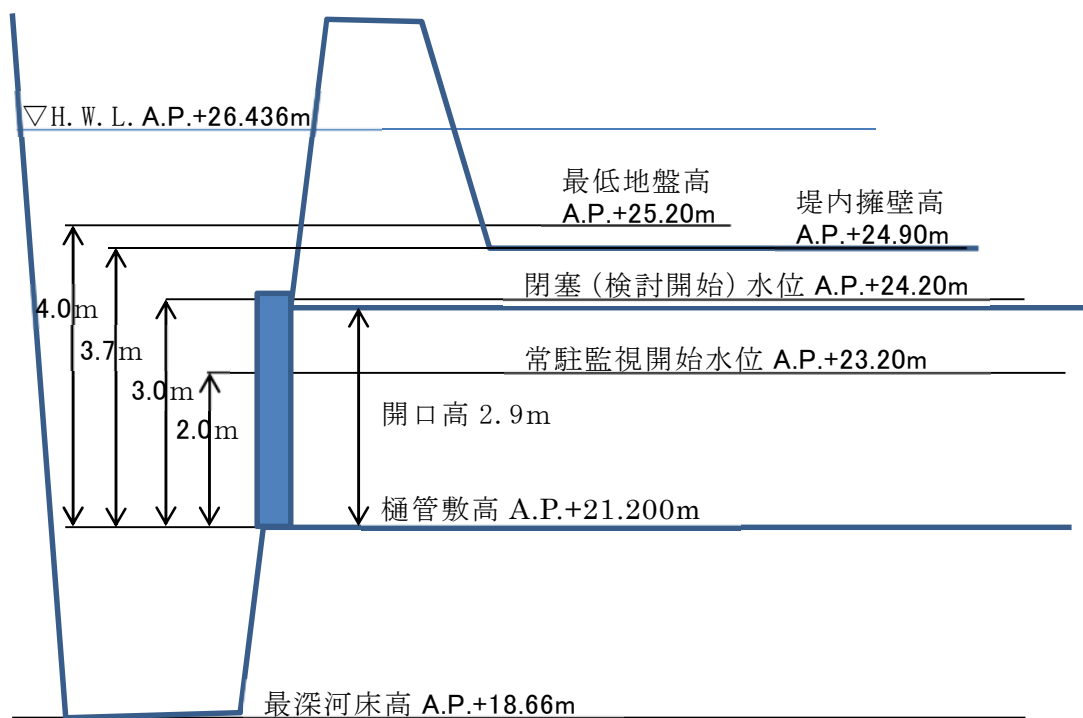 ▽H.W.L. A.P.+26.436m
最低地盤高
A.P.+25.20m
堤内擁壁高
A.P.+24.90m
閉塞(検討開始)水位 A.P.+24.20m
4.0m
3.7m
常駐監視開始水位 A.P.+23.20m
3.0m
2.0m
開口高 2.9m
樋管敷高 A.P.+21.200m
最深河床高 A.P.+18.66m